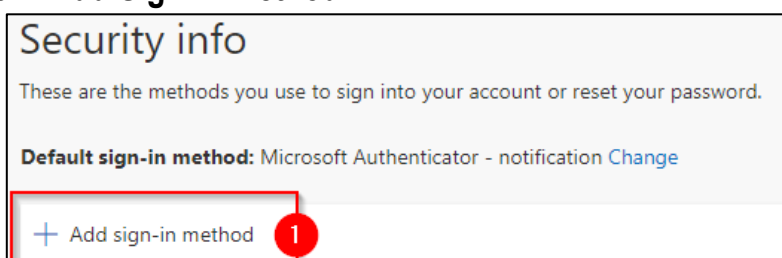 Security info
These are the methods you use to sign into your account or reset your password.
Default sign-in method: Microsoft Authenticator - notification Change
+ Add sign-in method 1